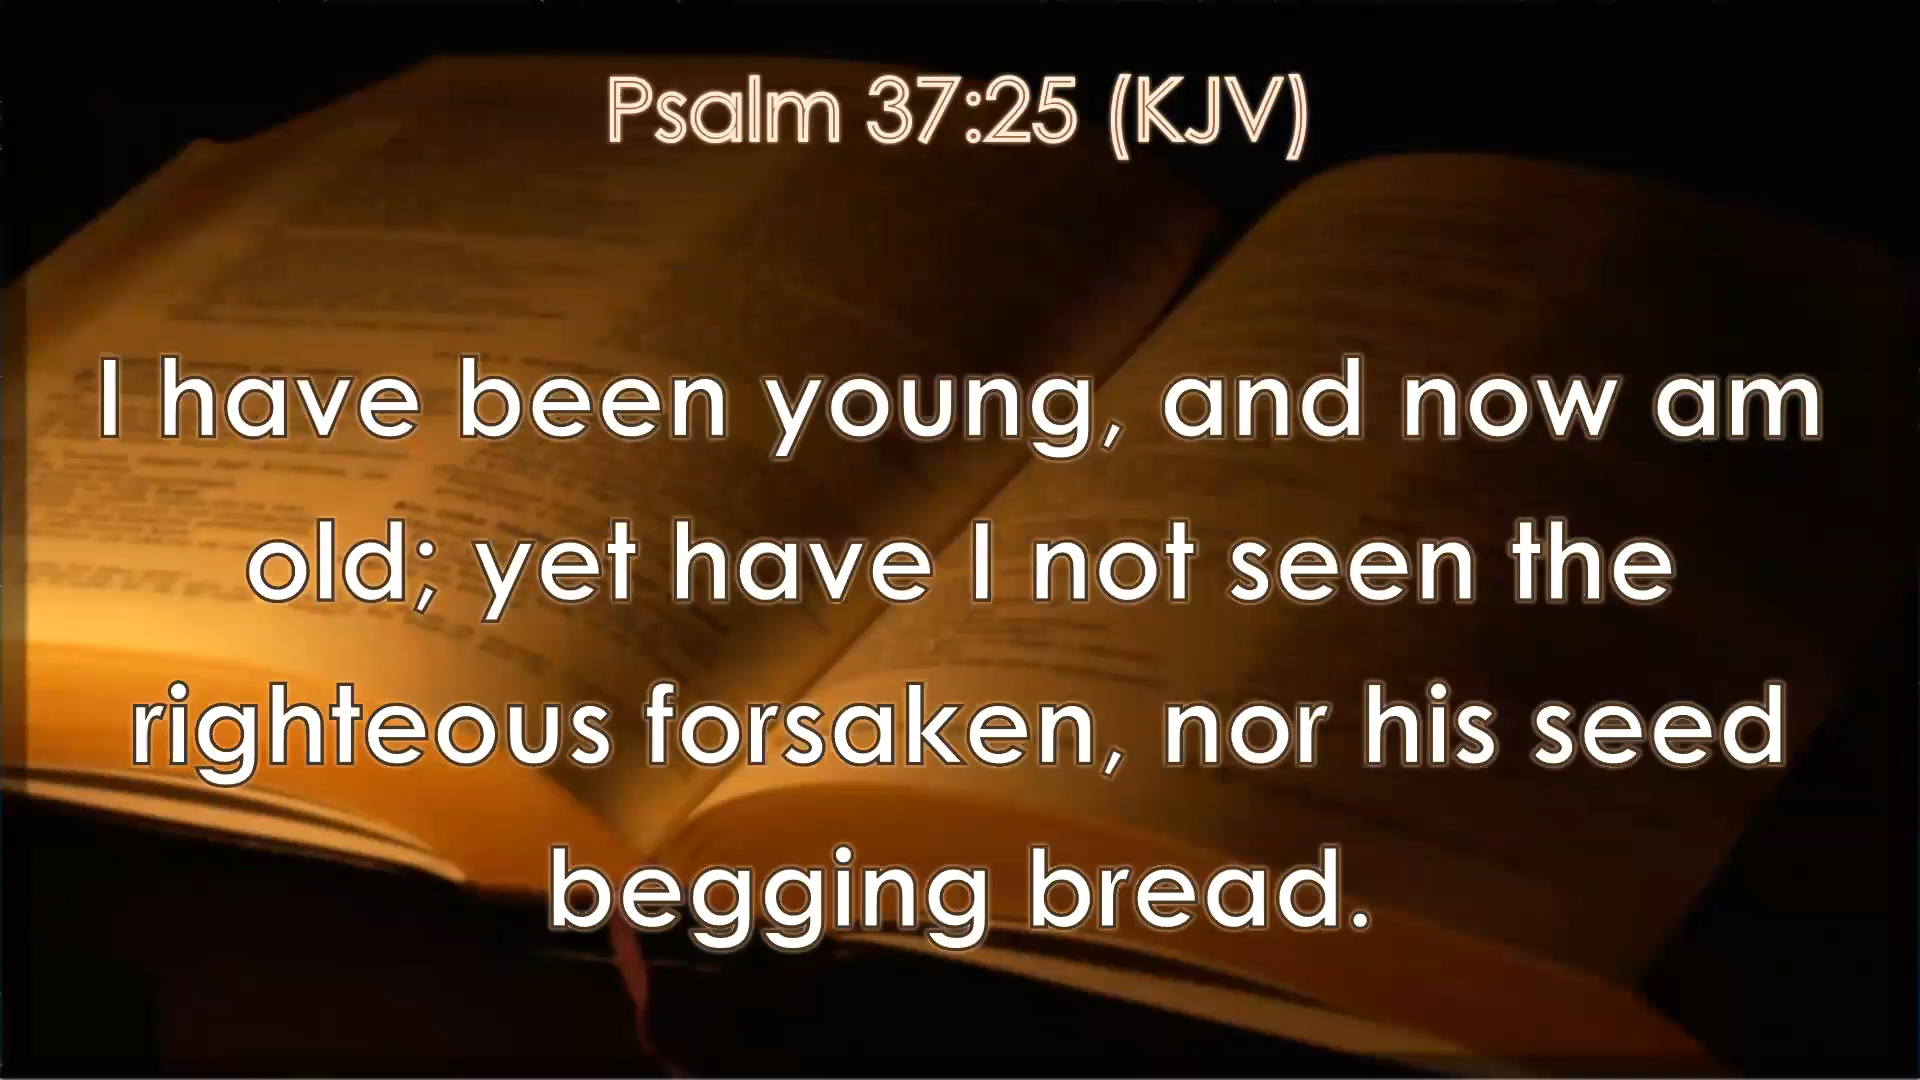 Psalm 37:25 (KJV)
I have been young, and now am
old; yet have I not seen the
righteous forsaken, nor his seed
begging bread.